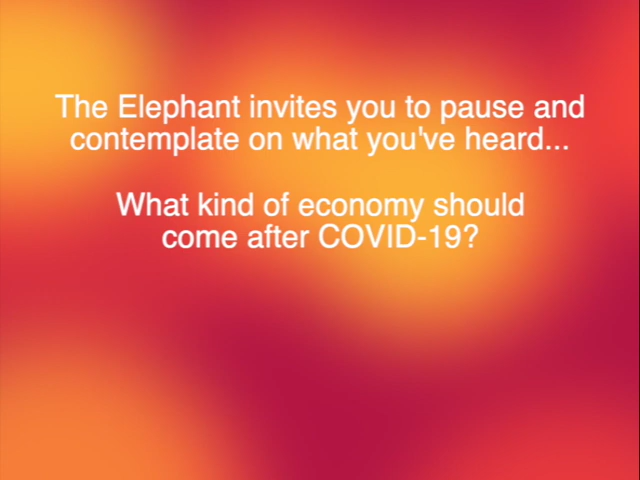 The Elephant invites you to pause and
contemplate on what you've heard...
What kind of economy should
come after COVID-19?